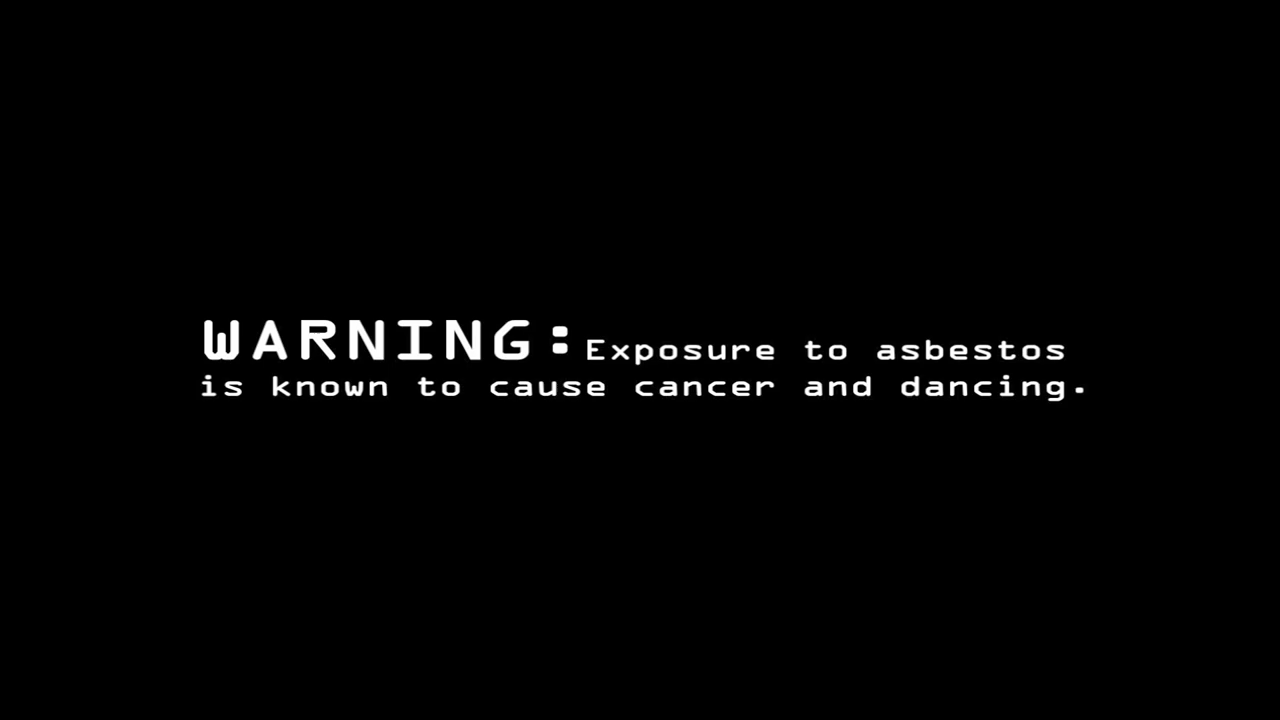 WARNING: Exposure to asbestos
is known to cause cancer and dancing.